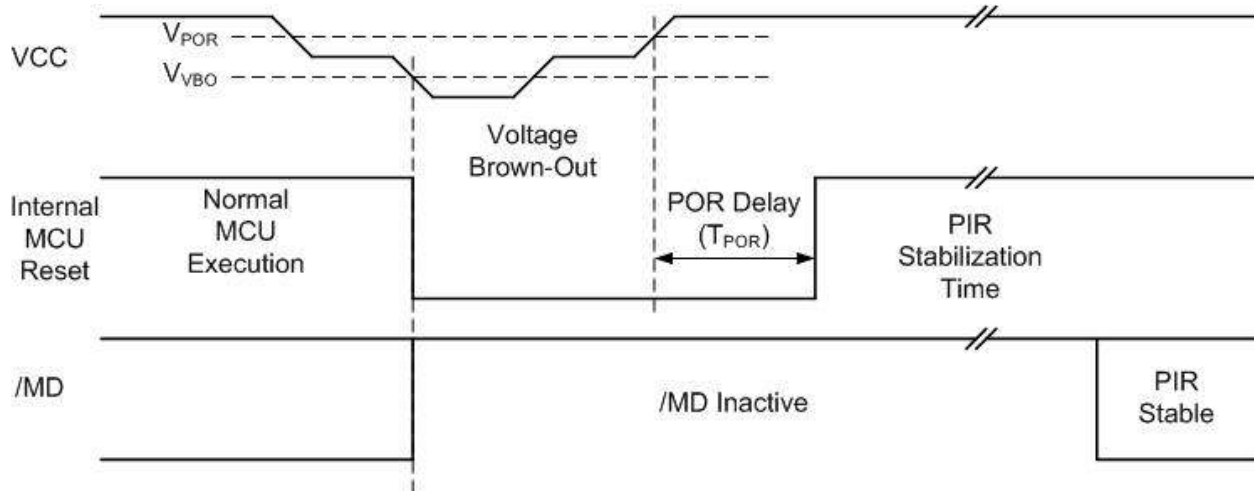 VCC
VPOR
VVBO
Voltage
Brown-Out
Internal
MCU
Reset
Normal
MCU
Execution
POR Delay
(TPOR)
PIR
Stabilization
Time
/MD
/MD Inactive
PIR
Stable